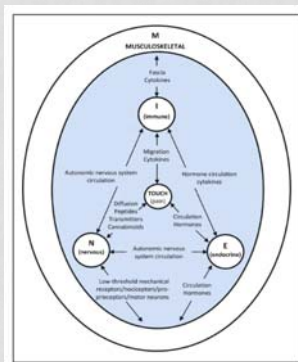 M
MUSCULOSKELETAL
Fascia
Cytokines
I
(immune)
Migration
Cytokines
Autonomic nervous system
circulation
Hormone circulation
cytokines
TOUCH
(pain)
Diffusion
Peptides
Transmitters
Cannabinoids
Circulation
Hormones
N
(nervous)
Autonomic nervous
system circulation
E
(endocrine)
Low-threshold mechanical
receptors/nociceptors/pro-
prioceptors/motor neurons
Circulation
Hormones